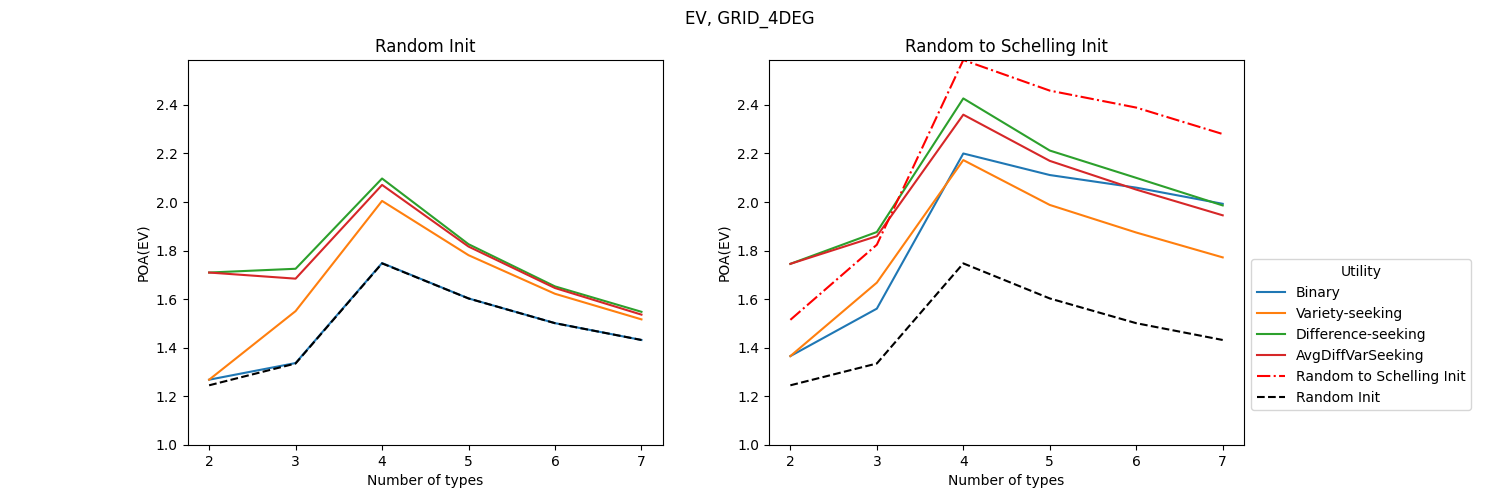 EV, GRID_4DEG
Random Init
POA(EV)
2.4
2.2
2.0
1.8
1.6
1.4
1.2
1.0
2 3 4 5 6 7
Number of types
Random to Schelling Init
POA(EV)
2.4
2.2
2.0
1.8
1.6
1.4
1.2
1.0
2 3 4 5 6 7
Number of types
Utility
Binary
Variety-seeking
Difference-seeking
AvgDiffVarSeeking
Random to Schelling Init
Random Init